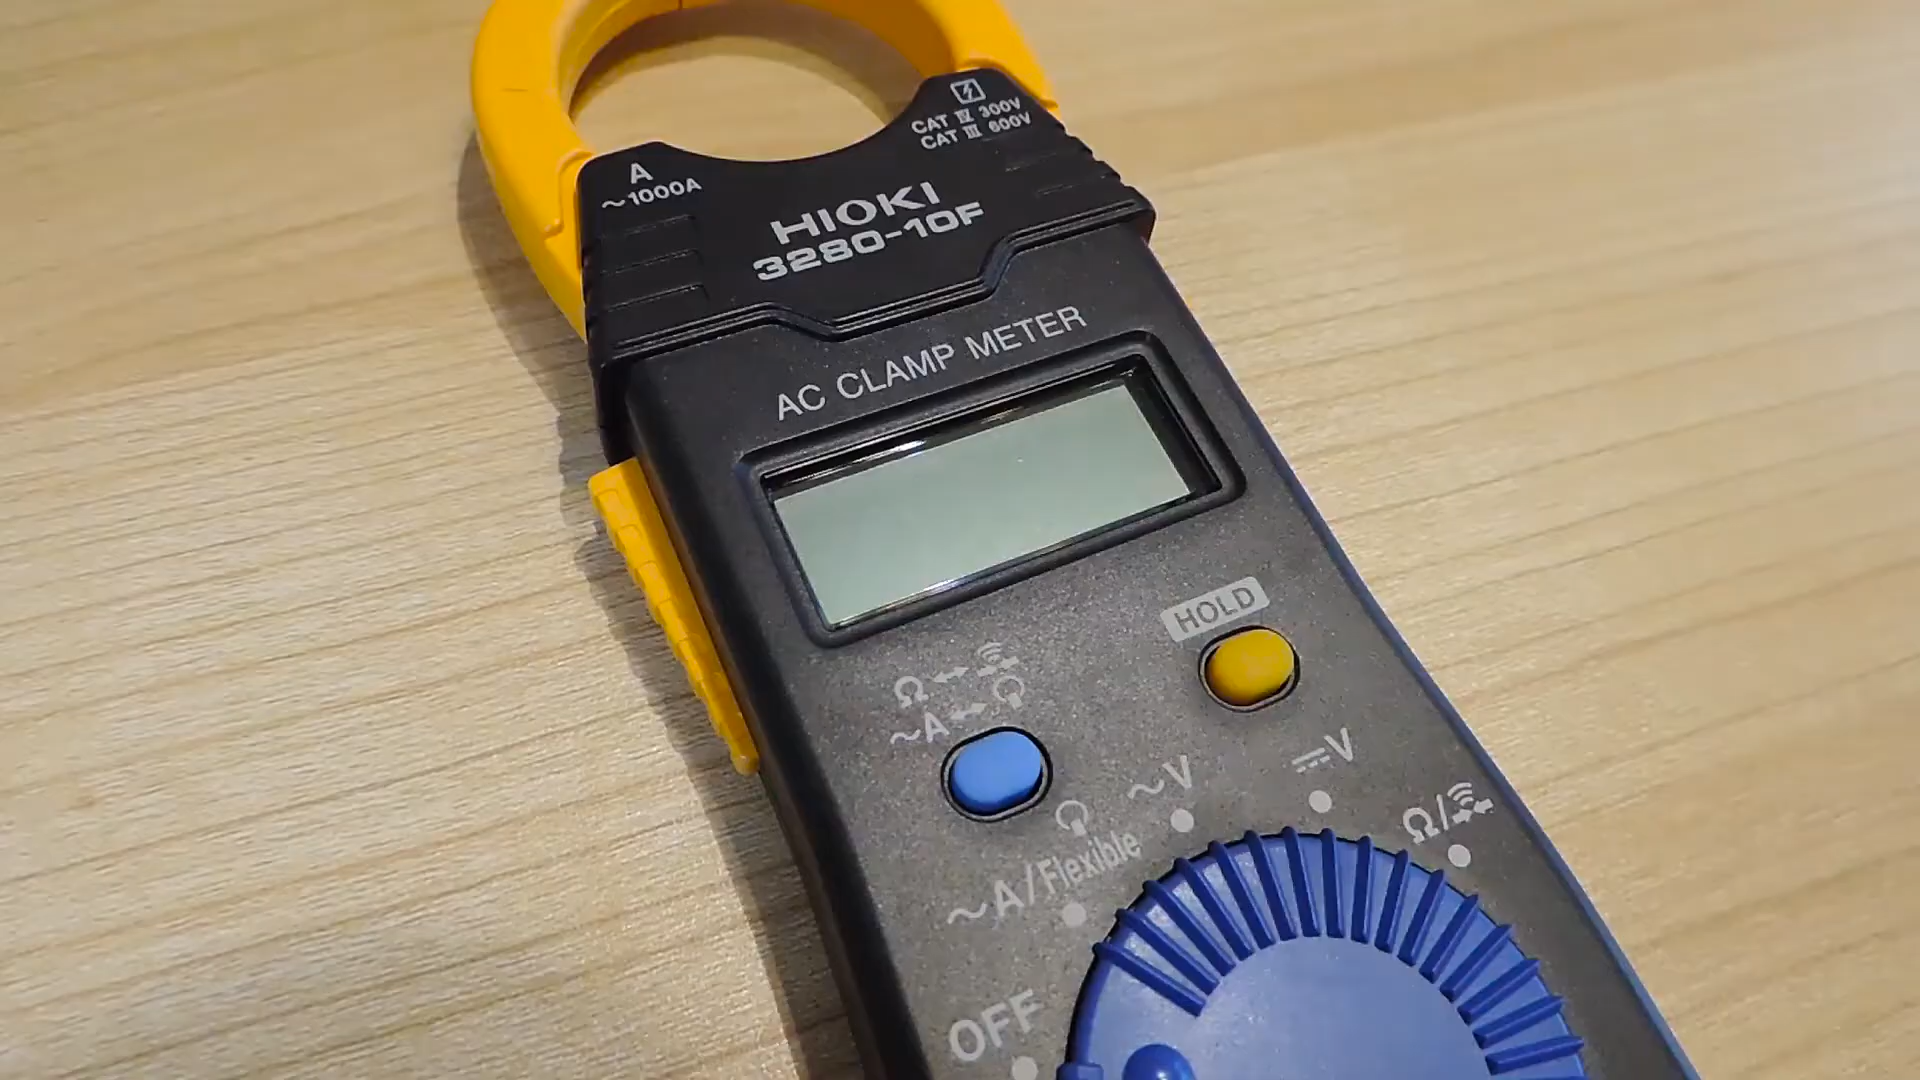 CAT Ⅳ 300V
CAT Ⅲ 600V
A
~1000A
HIOKI
3280-10F
AC CLAMP METER
HOLD
Ω
~A
~V
⎓V
Ω/
~A/Flexible
OFF